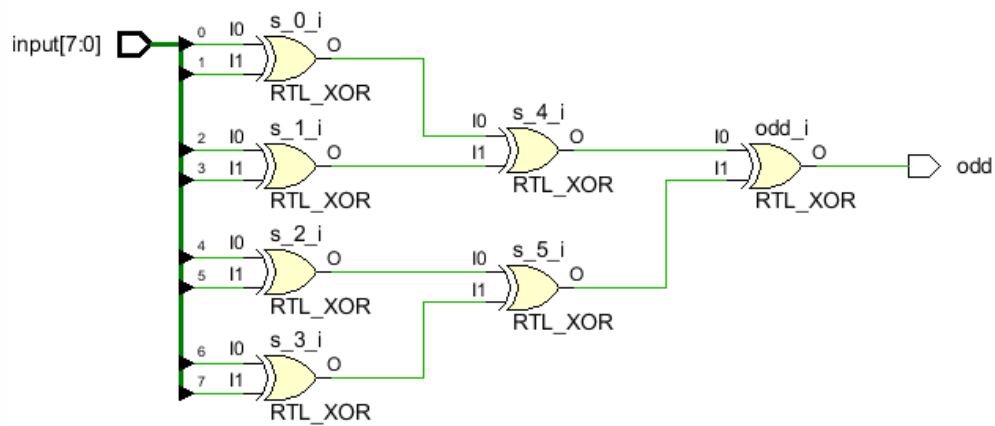 input[7:0]
0 I0 s_0_i O
1 I1
RTL_XOR
2 I0 s_1_i O
3 I1
RTL_XOR
I0 s_4_i O
I1
RTL_XOR
I0 odd_i O
I1
RTL_XOR
odd
4 I0 s_2_i O
5 I1
RTL_XOR
6 I0 s_3_i O
7 I1
RTL_XOR
I0 s_5_i O
I1
RTL_XOR